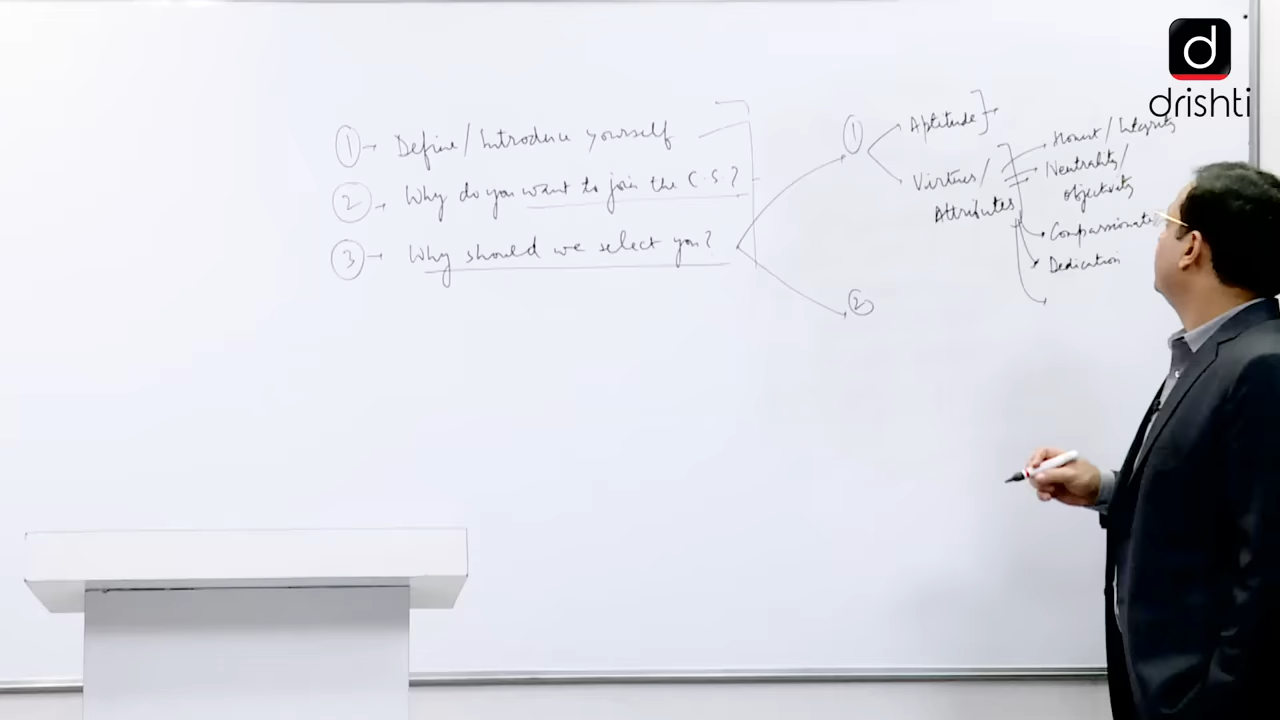 d
drishti
① → Define/Introduce yourself
② → Why do you want to join the C.S?
③ → Why should we select you?
①
Aptitude
Virtues/
Attributes
Honest/Integrity
Neutrality/
objectivity
Compassionate
Dedication
②